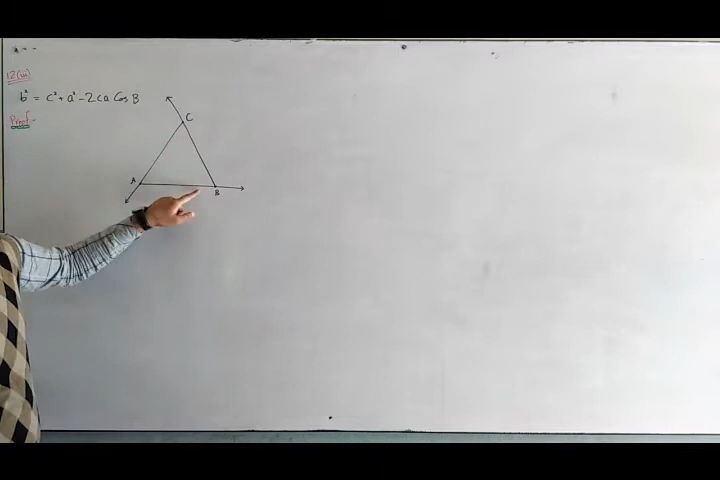 12(iii)
b² = c² + a² - 2ca Cos B
Proof:-
C
A
B